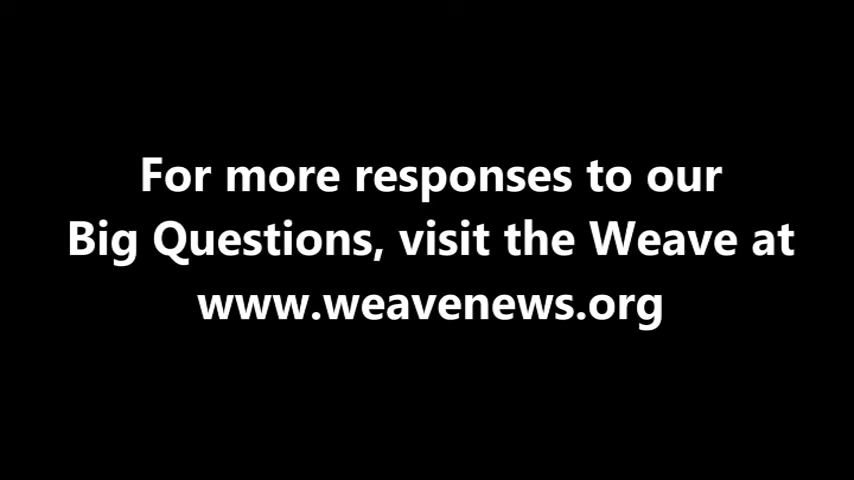 For more responses to our
Big Questions, visit the Weave at
www.weavenews.org